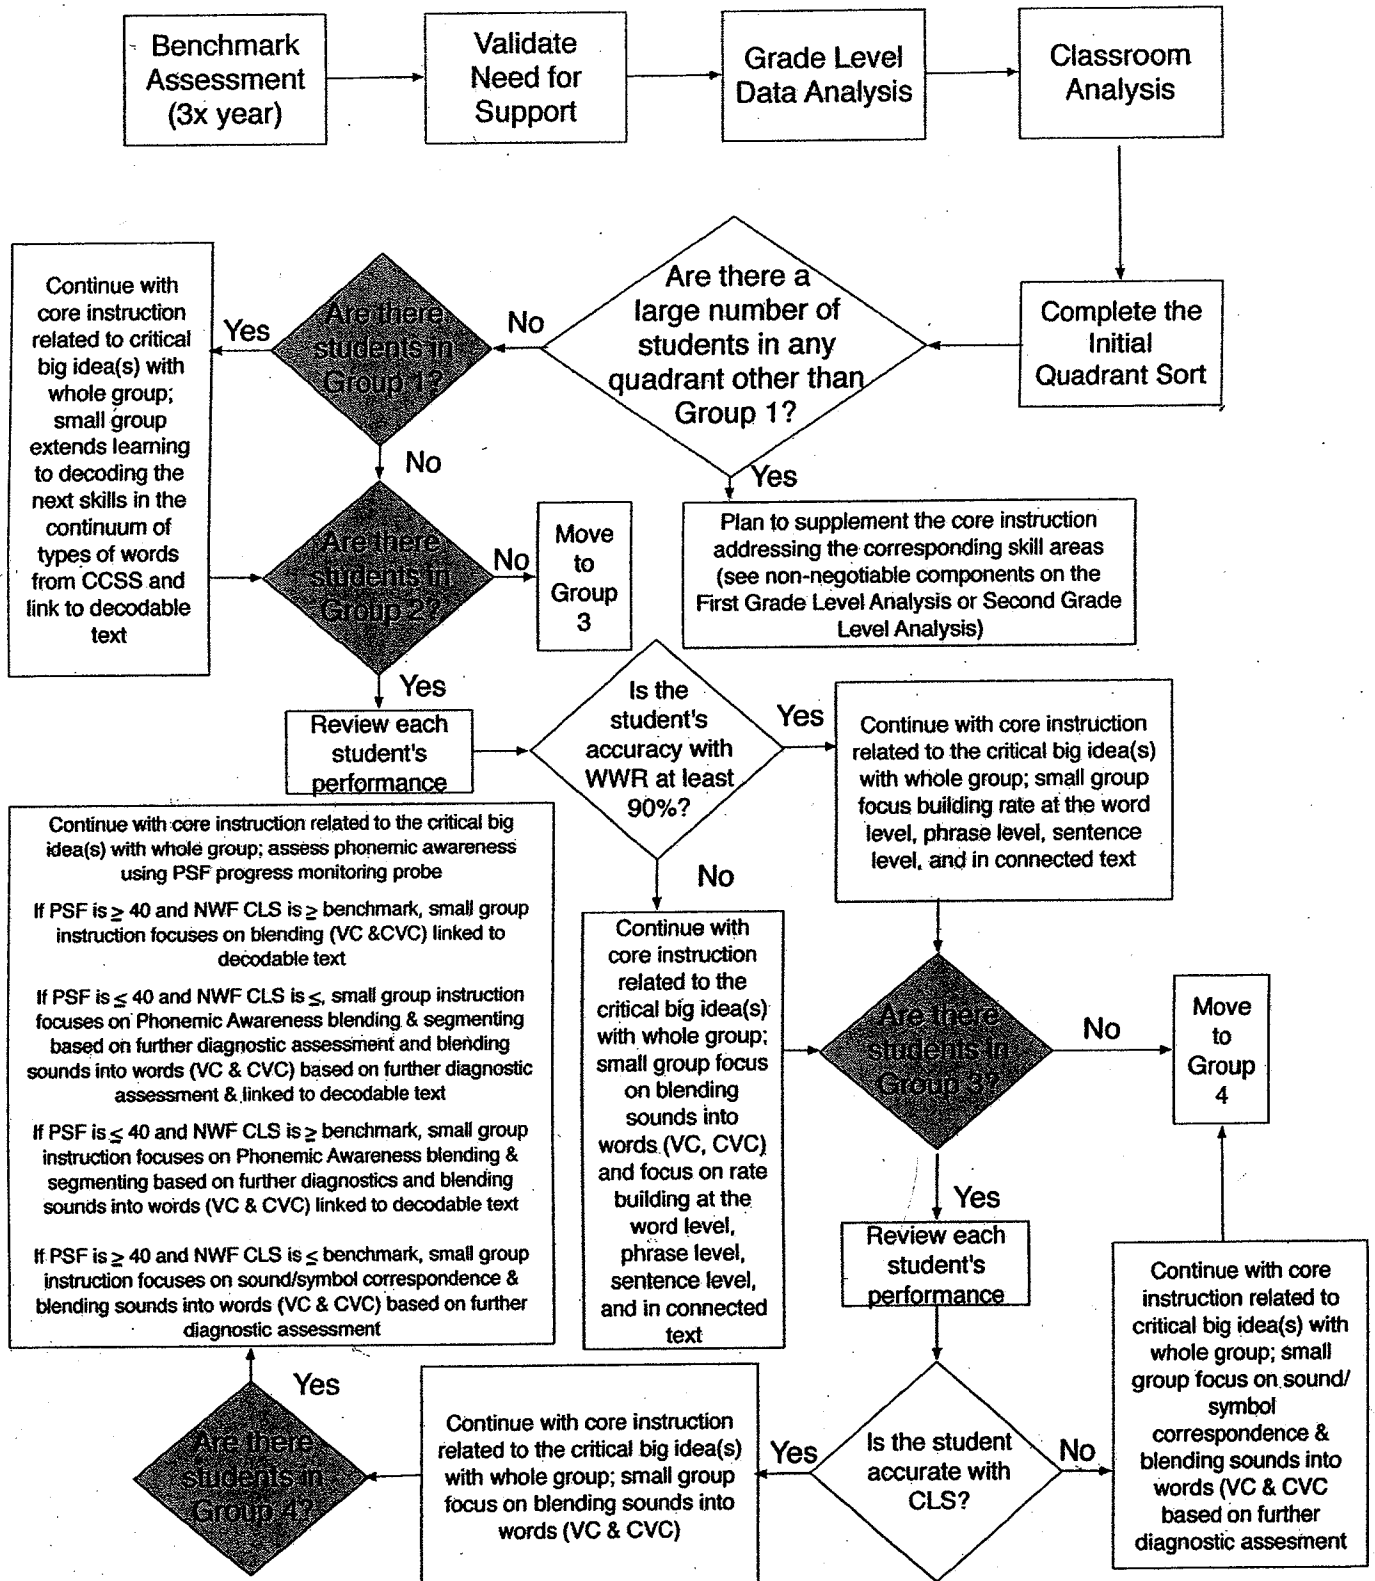 Benchmark
Assessment
(3x year)
Validate
Need for
Support
Grade Level
Data Analysis
Classroom
Analysis
Complete the
Initial
Quadrant Sort
Are there a
large number of
students in any
quadrant other than
Group 1?
No
Yes
Plan to supplement the core instruction
addressing the corresponding skill areas
(see non-negotiable components on the
First Grade Level Analysis or Second Grade
Level Analysis)
Are there
students in
Group 1?
Yes
No
Continue with
core instruction
related to critical
big idea(s) with
whole group;
small group
extends learning
to decoding the
next skills in the
continuum of
types of words
from CCSS and
link to decodable
text
Are there
students in
Group 2?
No
Move
to
Group
3
Yes
Review each
student's
performance
Is the
student's
accuracy with
WWR at least
90%?
Yes
Continue with core instruction
related to the critical big idea(s)
with whole group; small group
focus building rate at the word
level, phrase level, sentence
level, and in connected text
No
Continue with
core instruction
related to the
critical big idea(s)
with whole group;
small group focus
on blending
sounds into
words (VC, CVC)
and focus on rate
building at the
word level,
phrase level,
sentence level,
and in connected
text
Are there
students in
Group 3?
No
Move
to
Group
4
Yes
Review each
student's
performance
Is the student
accurate with
CLS?
No
Continue with core
instruction related to
critical big idea(s) with
whole group; small
group focus on sound/
symbol
correspondence &
blending sounds into
words (VC & CVC
based on further
diagnostic assesment
Yes
Continue with core instruction
related to the critical big idea(s)
with whole group; small group
focus on blending sounds into
words (VC & CVC)
Are there
students in
Group 4?
Yes
Continue with core instruction related to the critical big
idea(s) with whole group; assess phonemic awareness
using PSF progress monitoring probe
If PSF is ≥ 40 and NWF CLS is ≥ benchmark, small group
instruction focuses on blending (VC &CVC) linked to
decodable text
If PSF is ≤ 40 and NWF CLS is ≤, small group instruction
focuses on Phonemic Awareness blending & segmenting
based on further diagnostic assessment and blending
sounds into words (VC & CVC) based on further diagnostic
assessment & linked to decodable text
If PSF is ≤ 40 and NWF CLS is ≥ benchmark, small group
instruction focuses on Phonemic Awareness blending &
segmenting based on further diagnostics and blending
sounds into words (VC & CVC) linked to decodable text
If PSF is ≥ 40 and NWF CLS is ≤ benchmark, small group
instruction focuses on sound/symbol correspondence &
blending sounds into words (VC & CVC) based on further
diagnostic assessment